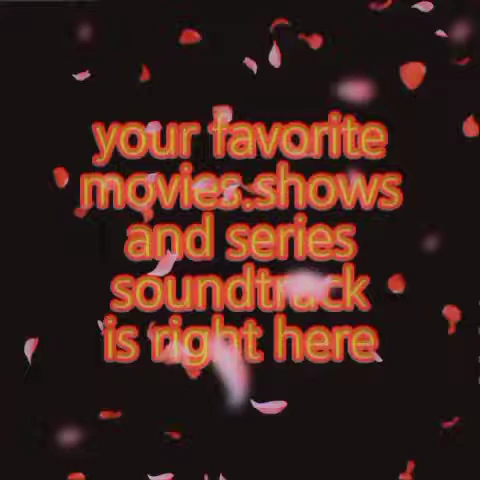 your favorite
movies.shows
and series
soundtrack
is right here